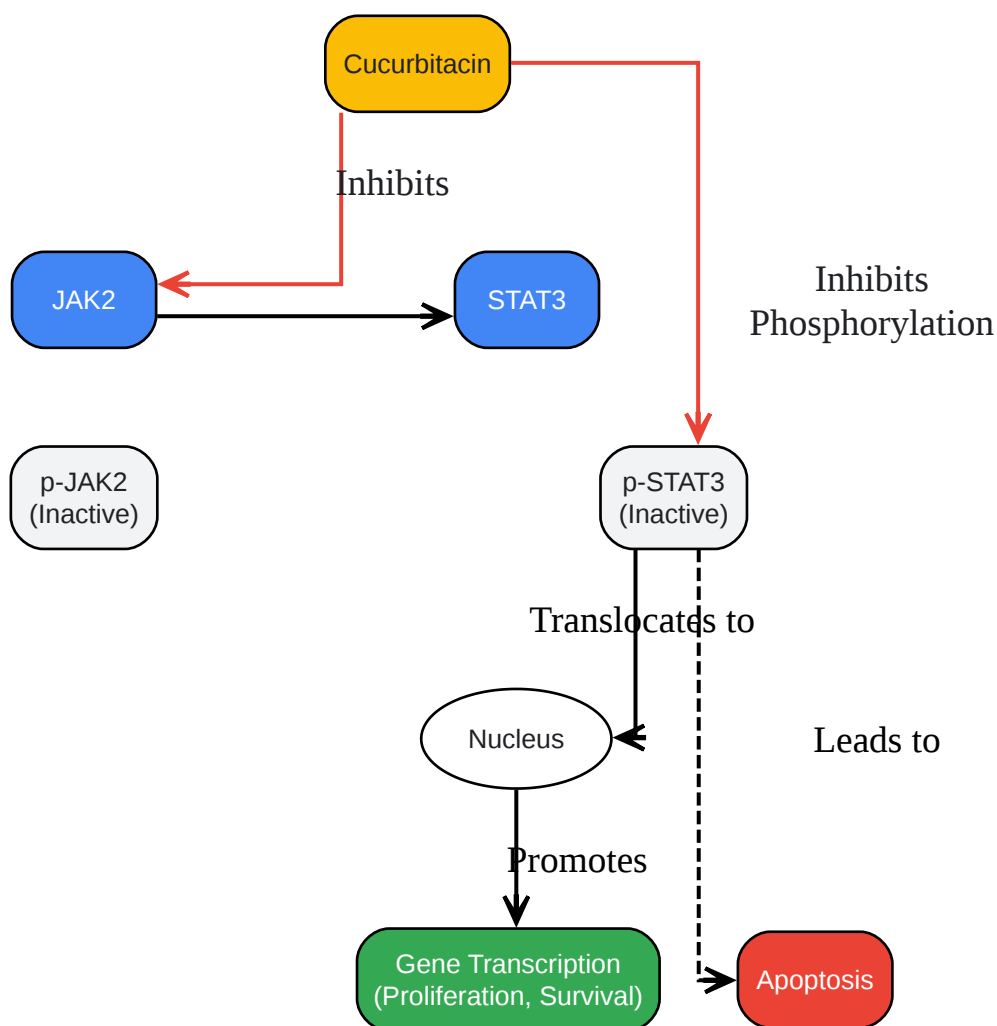 Cucurbitacin
Inhibits
JAK2
STAT3
Inhibits
Phosphorylation
p-JAK2
(Inactive)
p-STAT3
(Inactive)
Translocates to
Nucleus
Leads to
Promotes
Gene Transcription
(Proliferation, Survival)
Apoptosis